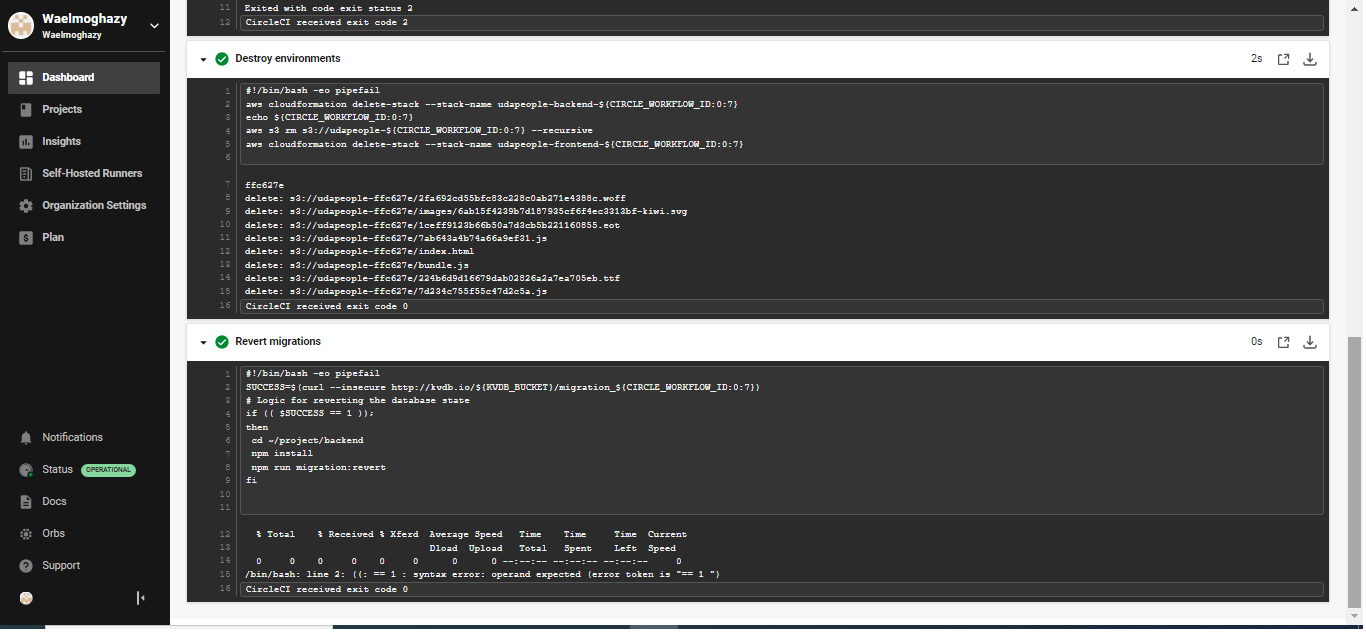 Waelmoghazy
Waelmoghazy
Dashboard
Projects
Insights
Self-Hosted Runners
Organization Settings
$ Plan
Notifications
Status OPERATIONAL
Docs
Orbs
? Support
11 Exited with code exit status 2
12 CircleCI received exit code 2
Destroy environments 2s
1 #!/bin/bash -eo pipefail
2 aws cloudformation delete-stack --stack-name udapeople-backend-${CIRCLE_WORKFLOW_ID:0:7}
3 echo ${CIRCLE_WORKFLOW_ID:0:7}
4 aws s3 rm s3://udapeople-${CIRCLE_WORKFLOW_ID:0:7} --recursive
5 aws cloudformation delete-stack --stack-name udapeople-frontend-${CIRCLE_WORKFLOW_ID:0:7}
6
7 ffc627e
8 delete: s3://udapeople-ffc627e/2fa692cd55bfc83c228c0ab271e4388c.woff
9 delete: s3://udapeople-ffc627e/images/6ab15f4239b7d187935cf6f4ec3313bf-kiwi.svg
10 delete: s3://udapeople-ffc627e/1ceff9123b66b50a7d3cb5b221160855.eot
11 delete: s3://udapeople-ffc627e/7ab643a4b74a66a9ef31.js
12 delete: s3://udapeople-ffc627e/index.html
13 delete: s3://udapeople-ffc627e/bundle.js
14 delete: s3://udapeople-ffc627e/224b6d9d16679dab02826a2a7ea705eb.ttf
15 delete: s3://udapeople-ffc627e/7d234c755f55c47d2c5a.js
16 CircleCI received exit code 0
Revert migrations 0s
1 #!/bin/bash -eo pipefail
2 SUCCESS=$(curl --insecure http://kvdb.io/${KVDB_BUCKET}/migration_${CIRCLE_WORKFLOW_ID:0:7})
3 # Logic for reverting the database state
4 if (( $SUCCESS == 1 ));
5 then
6 cd ~/project/backend
7 npm install
8 npm run migration:revert
9 fi
10
11
12 % Total % Received % Xferd Average Speed Time Time Time Current
13 Dload Upload Total Spent Left Speed
14 0 0 0 0 0 0 0 0 --:--:-- --:--:-- --:--:-- 0
15 /bin/bash: line 2: ((: == 1 : syntax error: operand expected (error token is "== 1 ")
16 CircleCI received exit code 0